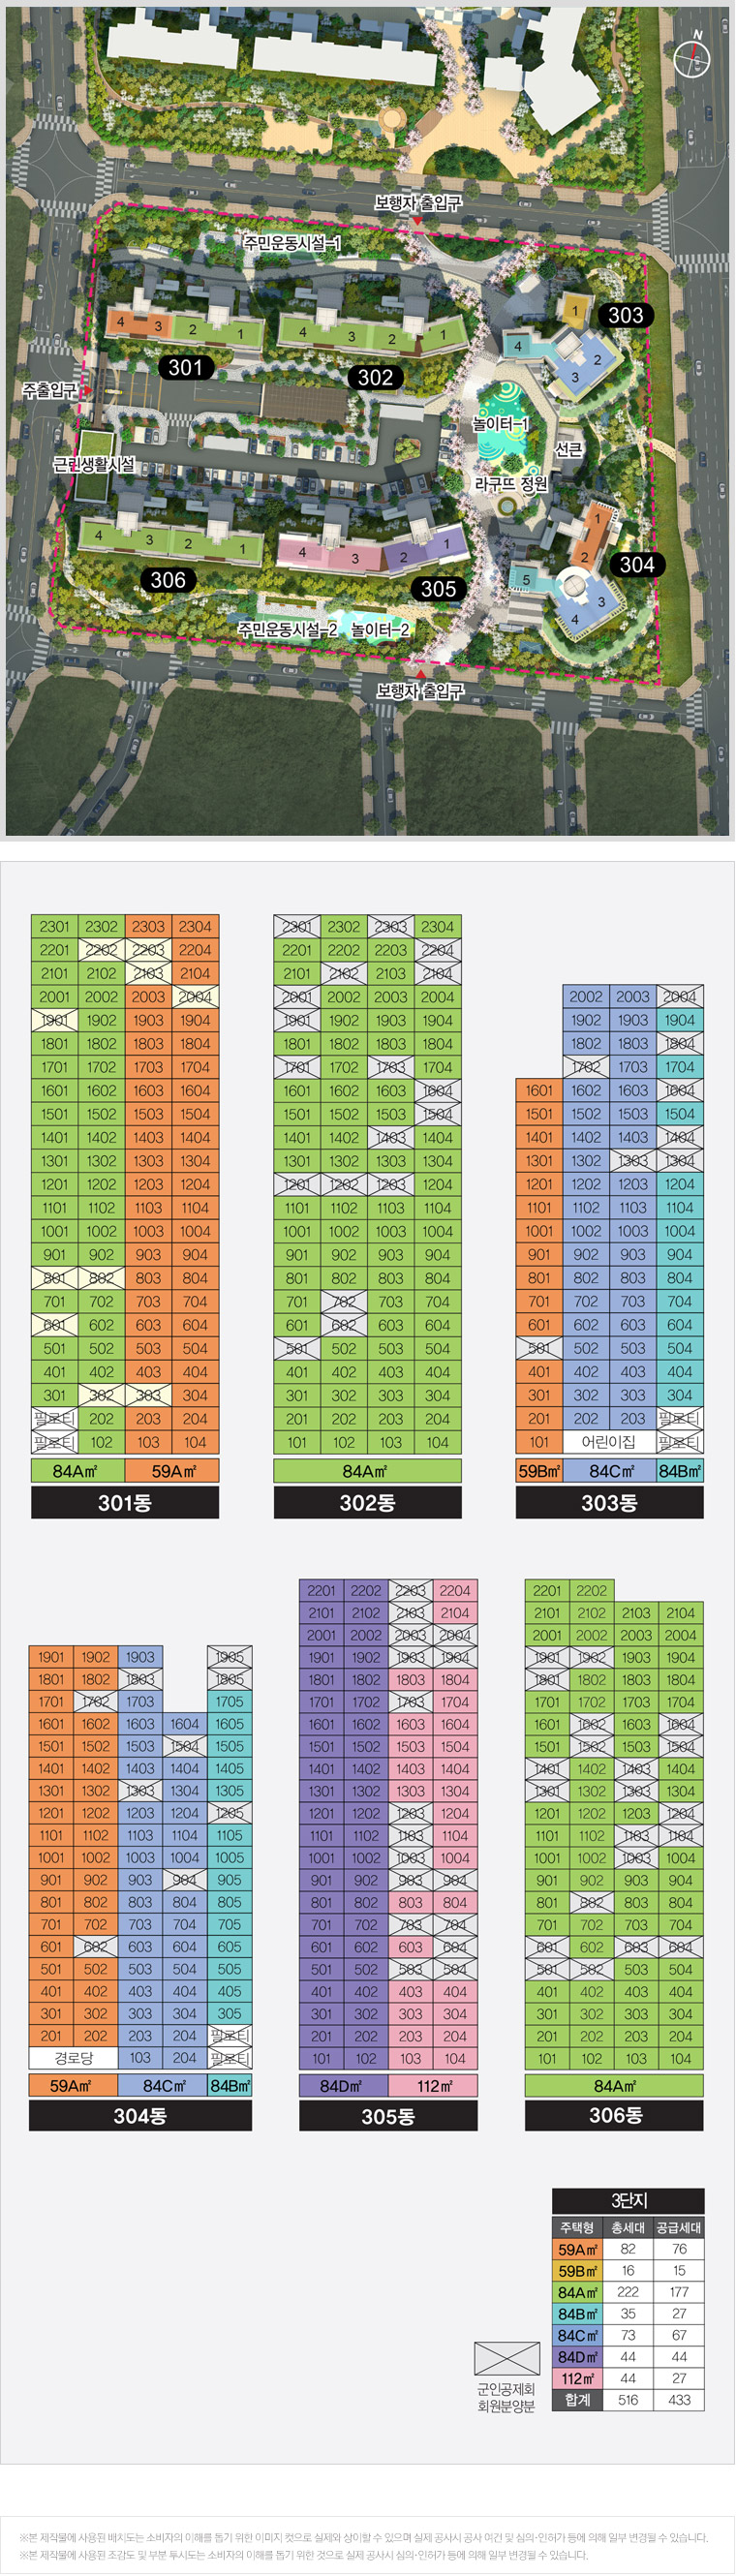 N
보행자 출입구
주민운동시설-1
1
303
4
3
2
1
4
3
2
1
4
2
3
301
302
주출입구
놀이터-1
선큰
근린생활시설
라구뜨 정원
1
4
3
2
1
4
3
2
1
2
304
5
306
305
3
4
주민운동시설-2 놀이터-2
보행자 출입구
2301 2302 2303 2304
2201 2202 2203 2204
2101 2102 2103 2104
2001 2002 2003 2004
1901 1902 1903 1904
1801 1802 1803 1804
1701 1702 1703 1704
1601 1602 1603 1604
1501 1502 1503 1504
1401 1402 1403 1404
1301 1302 1303 1304
1201 1202 1203 1204
1101 1102 1103 1104
1001 1002 1003 1004
901 902 903 904
801 802 803 804
701 702 703 704
601 602 603 604
501 502 503 504
401 402 403 404
301 302 303 304
필로티 202 203 204
필로티 102 103 104
84A㎡ 59A㎡
301동
2301 2302 2303 2304
2201 2202 2203 2204
2101 2102 2103 2104
2001 2002 2003 2004
1901 1902 1903 1904
1801 1802 1803 1804
1701 1702 1703 1704
1601 1602 1603 1604
1501 1502 1503 1504
1401 1402 1403 1404
1301 1302 1303 1304
1201 1202 1203 1204
1101 1102 1103 1104
1001 1002 1003 1004
901 902 903 904
801 802 803 804
701 702 703 704
601 602 603 604
501 502 503 504
401 402 403 404
301 302 303 304
201 202 203 204
101 102 103 104
84A㎡
302동
2002 2003 2004
1902 1903 1904
1802 1803 1804
1702 1703 1704
1601 1602 1603 1604
1501 1502 1503 1504
1401 1402 1403 1404
1301 1302 1303 1304
1201 1202 1203 1204
1101 1102 1103 1104
1001 1002 1003 1004
901 902 903 904
801 802 803 804
701 702 703 704
601 602 603 604
501 502 503 504
401 402 403 404
301 302 303 304
201 202 203 필로티
101 어린이집 필로티
59B㎡ 84C㎡ 84B㎡
303동
1901 1902 1903 1905
1801 1802 1803 1805
1701 1702 1703 1705
1601 1602 1603 1604 1605
1501 1502 1503 1504 1505
1401 1402 1403 1404 1405
1301 1302 1303 1304 1305
1201 1202 1203 1204 1205
1101 1102 1103 1104 1105
1001 1002 1003 1004 1005
901 902 903 904 905
801 802 803 804 805
701 702 703 704 705
601 602 603 604 605
501 502 503 504 505
401 402 403 404 405
301 302 303 304 305
201 202 203 204 필로티
경로당 103 204 필로티
59A㎡ 84C㎡ 84B㎡
304동
2201 2202 2203 2204
2101 2102 2103 2104
2001 2002 2003 2004
1901 1902 1903 1904
1801 1802 1803 1804
1701 1702 1703 1704
1601 1602 1603 1604
1501 1502 1503 1504
1401 1402 1403 1404
1301 1302 1303 1304
1201 1202 1203 1204
1101 1102 1103 1104
1001 1002 1003 1004
901 902 903 904
801 802 803 804
701 702 703 704
601 602 603 604
501 502 503 504
401 402 403 404
301 302 303 304
201 202 203 204
101 102 103 104
84D㎡ 112㎡
305동
2201 2202
2101 2102 2103 2104
2001 2002 2003 2004
1901 1902 1903 1904
1801 1802 1803 1804
1701 1702 1703 1704
1601 1602 1603 1604
1501 1502 1503 1504
1401 1402 1403 1404
1301 1302 1303 1304
1201 1202 1203 1204
1101 1102 1103 1104
1001 1002 1003 1004
901 902 903 904
801 802 803 804
701 702 703 704
601 602 603 604
501 502 503 504
401 402 403 404
301 302 303 304
201 202 203 204
101 102 103 104
84A㎡
306동
3단지
주택형 총세대 공급세대
59A㎡ 82 76
59B㎡ 16 15
84A㎡ 222 177
84B㎡ 35 27
84C㎡ 73 67
84D㎡ 44 44
112㎡ 44 27
합계 516 433
군인공제회
회원분양분
※본 제작물에 사용된 배치도는 소비자의 이해를 돕기 위한 이미지 컷으로 실제와 상이할 수 있으며 실제 공사시 공사 여건 및 심의·인허가 등에 의해 일부 변경될 수 있습니다.
※본 제작물에 사용된 조감도 및 부분 투시도는 소비자의 이해를 돕기 위한 것으로 실제 공사시 심의·인허가 등에 의해 일부 변경될 수 있습니다.